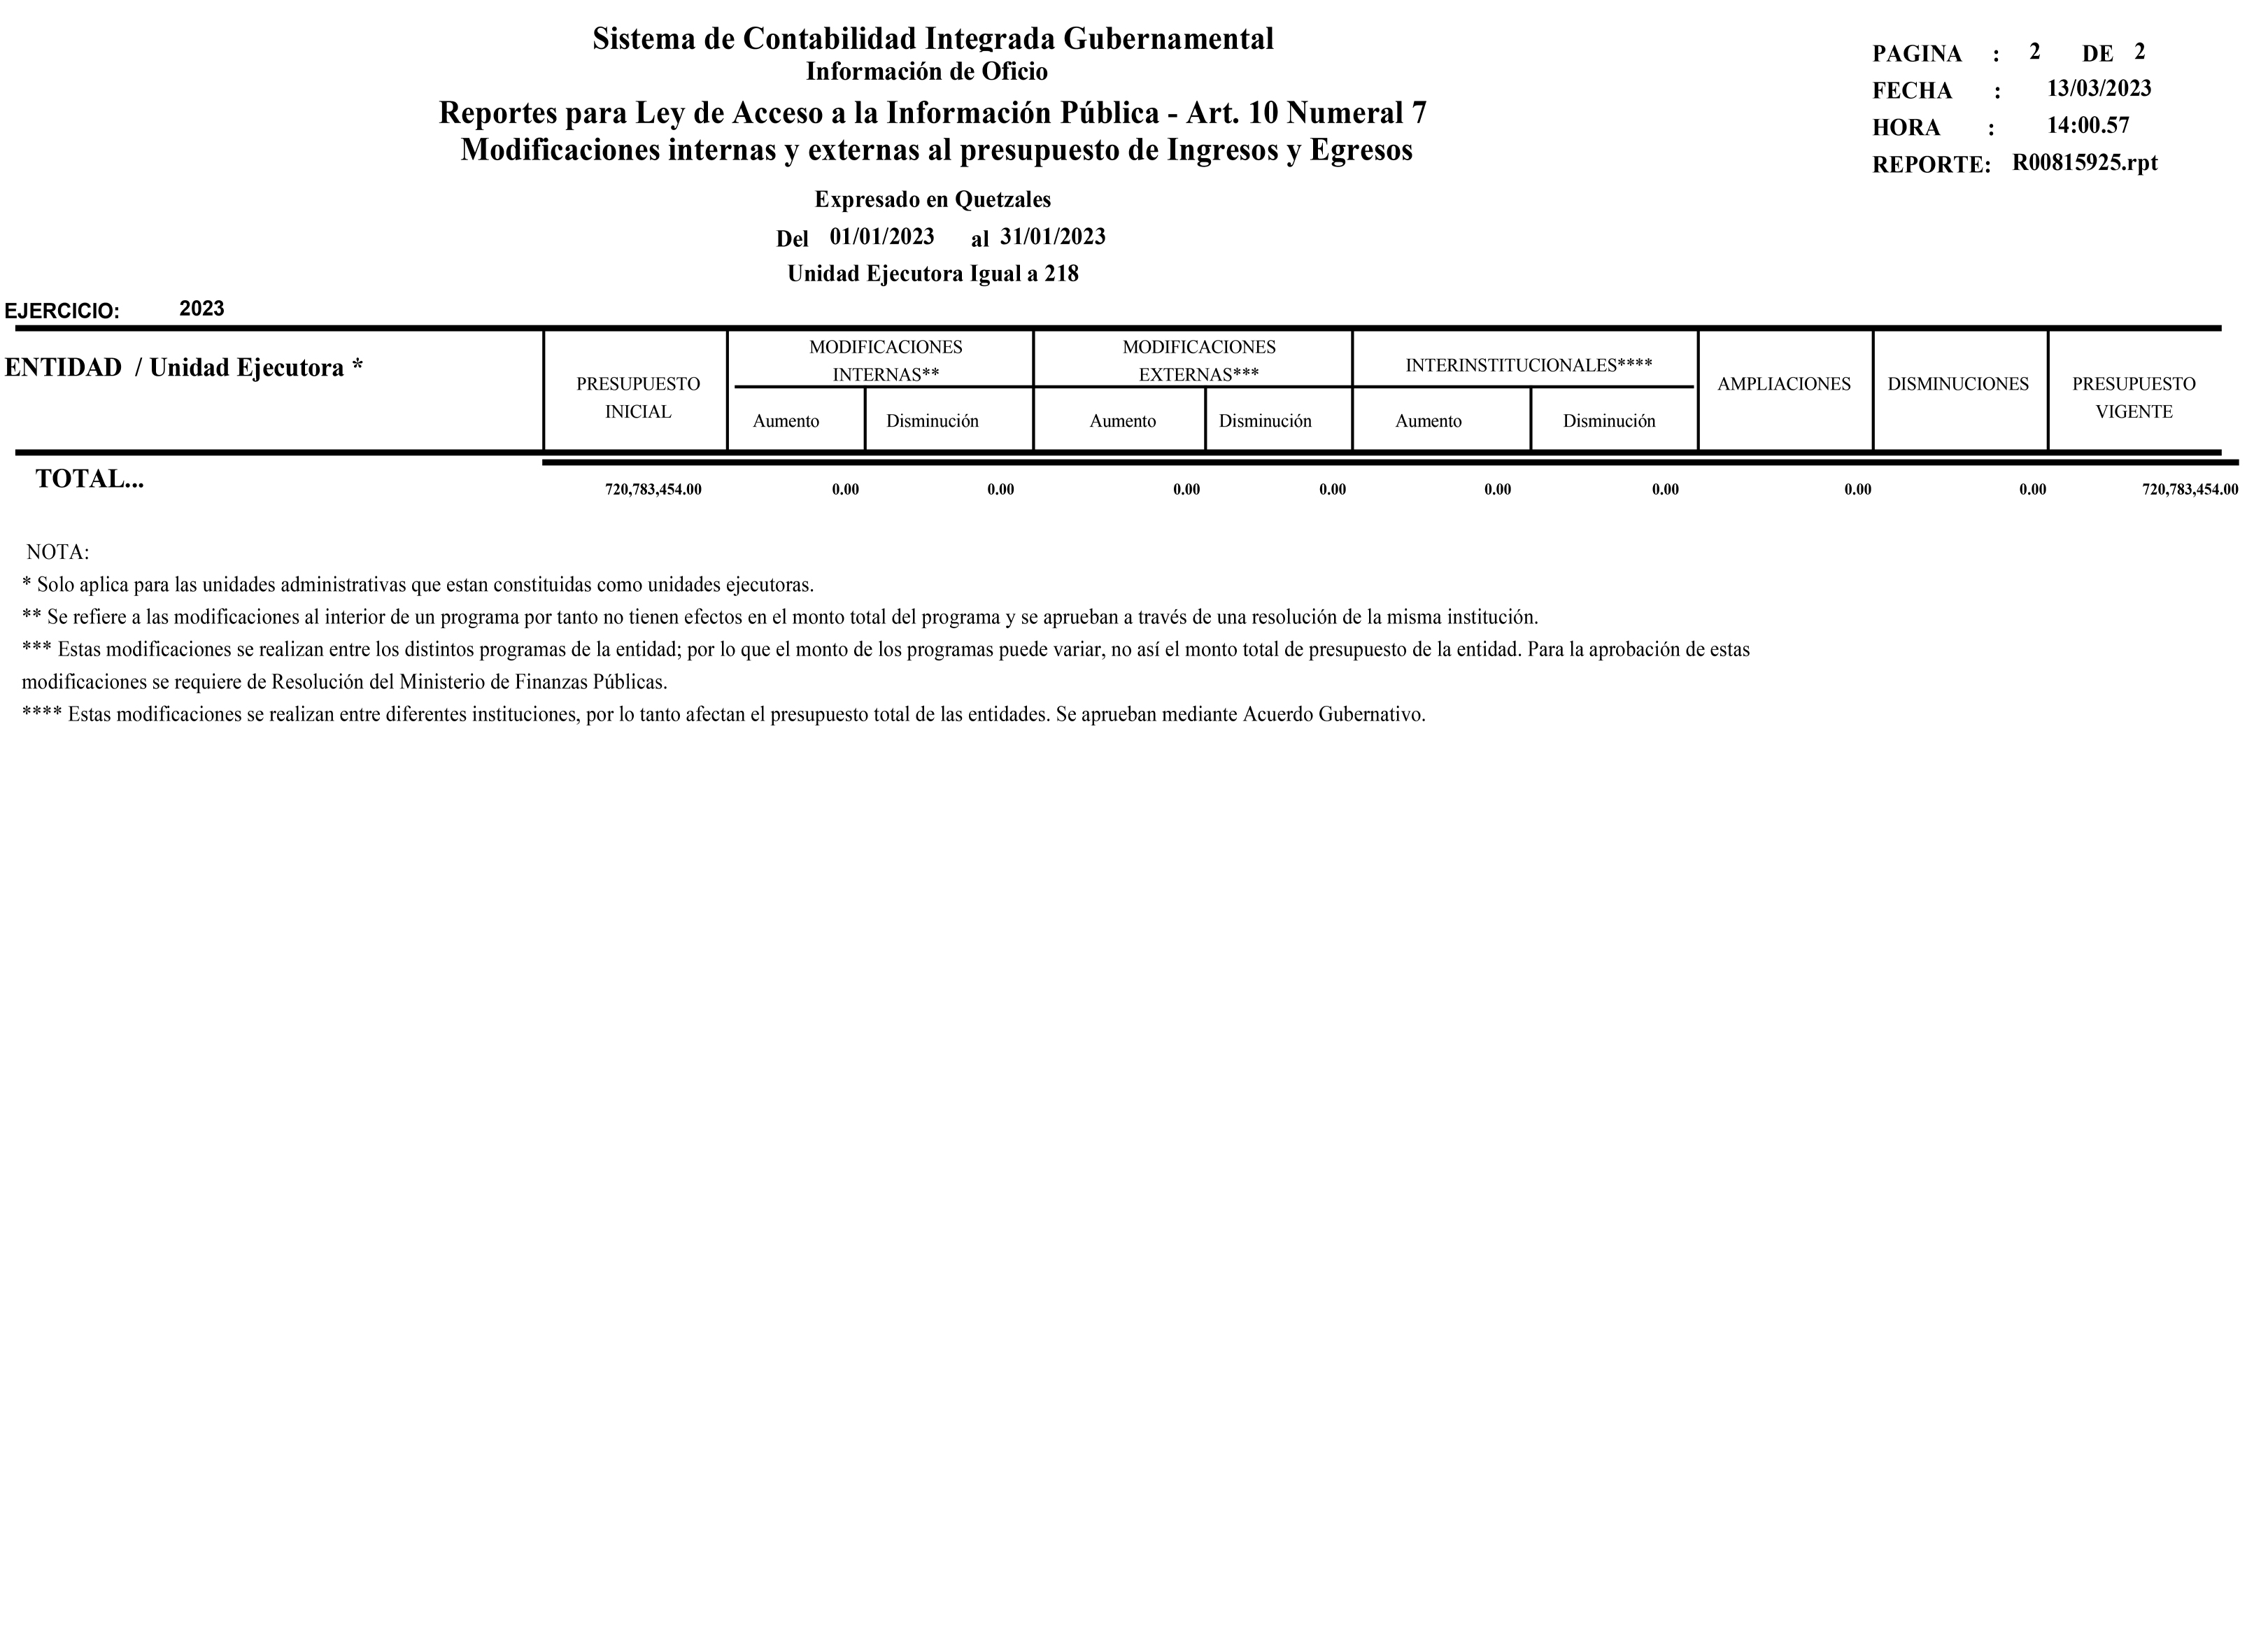 Sistema de Contabilidad Integrada Gubernamental
Información de Oficio
Reportes para Ley de Acceso a la Información Pública - Art. 10 Numeral 7
Modificaciones internas y externas al presupuesto de Ingresos y Egresos
Expresado en Quetzales
Del 01/01/2023 al 31/01/2023
Unidad Ejecutora Igual a 218
PAGINA : 2 DE 2
FECHA : 13/03/2023
HORA : 14:00.57
REPORTE: R00815925.rpt
EJERCICIO: 2023
ENTIDAD / Unidad Ejecutora *
PRESUPUESTO
INICIAL
MODIFICACIONES
INTERNAS**
Aumento Disminución
MODIFICACIONES
EXTERNAS***
Aumento Disminución
INTERINSTITUCIONALES****
Aumento Disminución
AMPLIACIONES
DISMINUCIONES
PRESUPUESTO
VIGENTE
TOTAL... 720,783,454.00 0.00 0.00 0.00 0.00 0.00 0.00 0.00 0.00 720,783,454.00
NOTA:
* Solo aplica para las unidades administrativas que estan constituidas como unidades ejecutoras.
** Se refiere a las modificaciones al interior de un programa por tanto no tienen efectos en el monto total del programa y se aprueban a través de una resolución de la misma institución.
*** Estas modificaciones se realizan entre los distintos programas de la entidad; por lo que el monto de los programas puede variar, no así el monto total de presupuesto de la entidad. Para la aprobación de estas
modificaciones se requiere de Resolución del Ministerio de Finanzas Públicas.
**** Estas modificaciones se realizan entre diferentes instituciones, por lo tanto afectan el presupuesto total de las entidades. Se aprueban mediante Acuerdo Gubernativo.